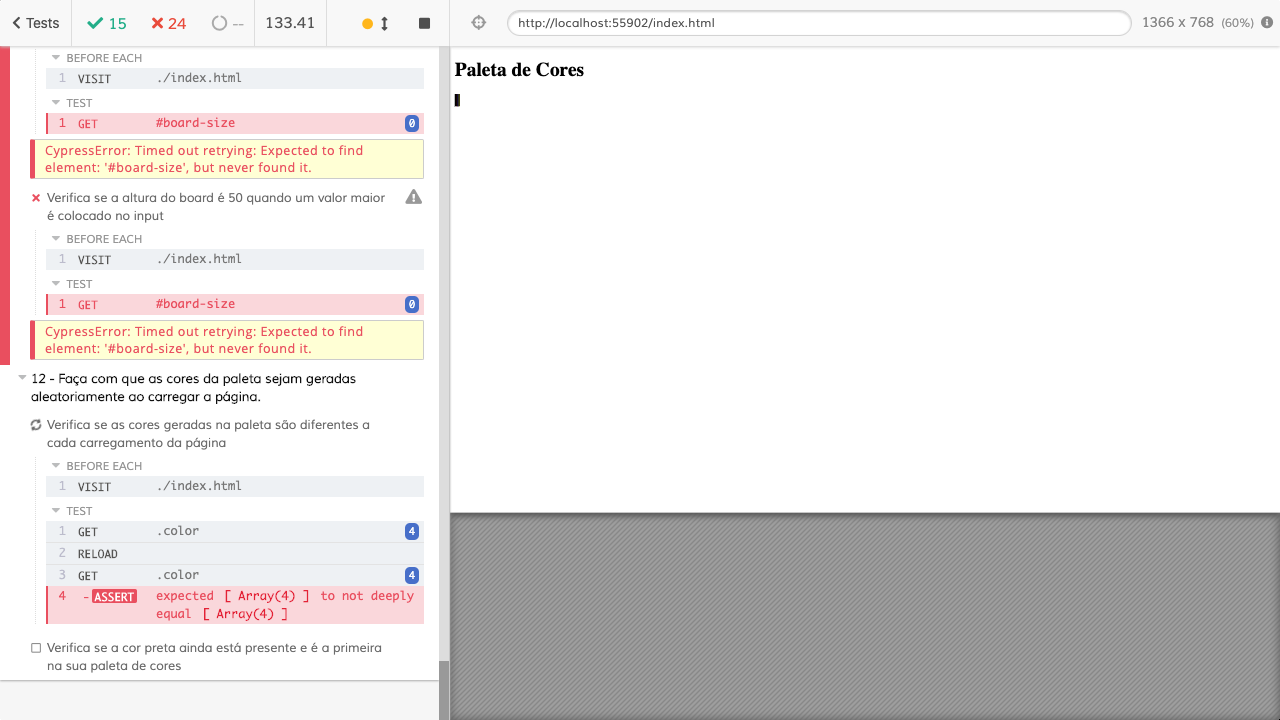 Tests
15
24
--
133.41
http://localhost:55902/index.html
1366 x 768 (60%)
BEFORE EACH
1 VISIT ./index.html
TEST
1 GET #board-size 0
CypressError: Timed out retrying: Expected to find
element: '#board-size', but never found it.
Verifica se a altura do board é 50 quando um valor maior
é colocado no input
BEFORE EACH
1 VISIT ./index.html
TEST
1 GET #board-size 0
CypressError: Timed out retrying: Expected to find
element: '#board-size', but never found it.
12 - Faça com que as cores da paleta sejam geradas
aleatoriamente ao carregar a página.
Verifica se as cores geradas na paleta são diferentes a
cada carregamento da página
BEFORE EACH
1 VISIT ./index.html
TEST
1 GET .color 4
2 RELOAD
3 GET .color 4
4 -ASSERT expected [ Array(4) ] to not deeply
equal [ Array(4) ]
Verifica se a cor preta ainda está presente e é a primeira
na sua paleta de cores
Paleta de Cores